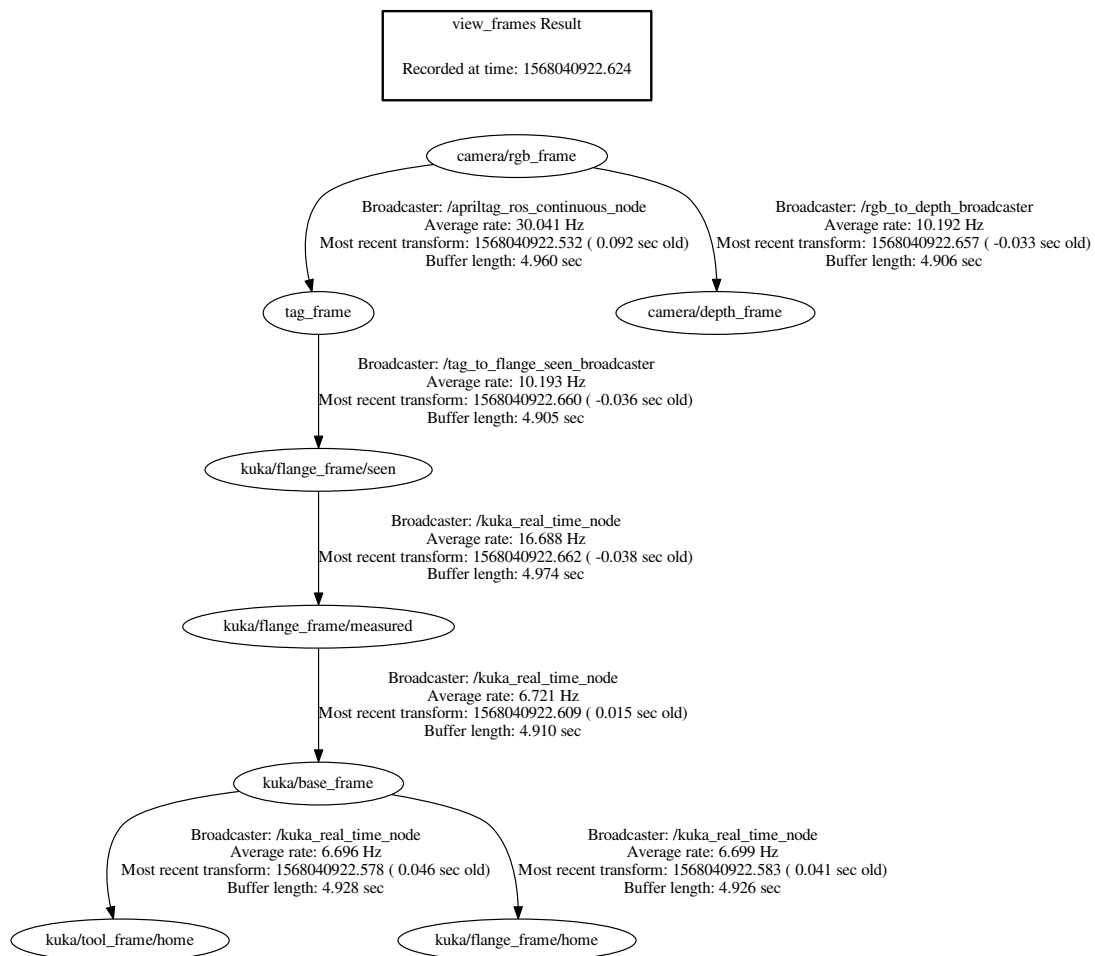 view_frames Result
Recorded at time: 1568040922.624
camera/rgb_frame
Broadcaster: /apriltag_ros_continuous_node
Average rate: 30.041 Hz
Most recent transform: 1568040922.532 ( 0.092 sec old)
Buffer length: 4.960 sec
Broadcaster: /rgb_to_depth_broadcaster
Average rate: 10.192 Hz
Most recent transform: 1568040922.657 ( -0.033 sec old)
Buffer length: 4.906 sec
tag_frame
camera/depth_frame
Broadcaster: /tag_to_flange_seen_broadcaster
Average rate: 10.193 Hz
Most recent transform: 1568040922.660 ( -0.036 sec old)
Buffer length: 4.905 sec
kuka/flange_frame/seen
Broadcaster: /kuka_real_time_node
Average rate: 16.688 Hz
Most recent transform: 1568040922.662 ( -0.038 sec old)
Buffer length: 4.974 sec
kuka/flange_frame/measured
Broadcaster: /kuka_real_time_node
Average rate: 6.721 Hz
Most recent transform: 1568040922.609 ( 0.015 sec old)
Buffer length: 4.910 sec
kuka/base_frame
Broadcaster: /kuka_real_time_node
Average rate: 6.696 Hz
Most recent transform: 1568040922.578 ( 0.046 sec old)
Buffer length: 4.928 sec
Broadcaster: /kuka_real_time_node
Average rate: 6.699 Hz
Most recent transform: 1568040922.583 ( 0.041 sec old)
Buffer length: 4.926 sec
kuka/tool_frame/home
kuka/flange_frame/home